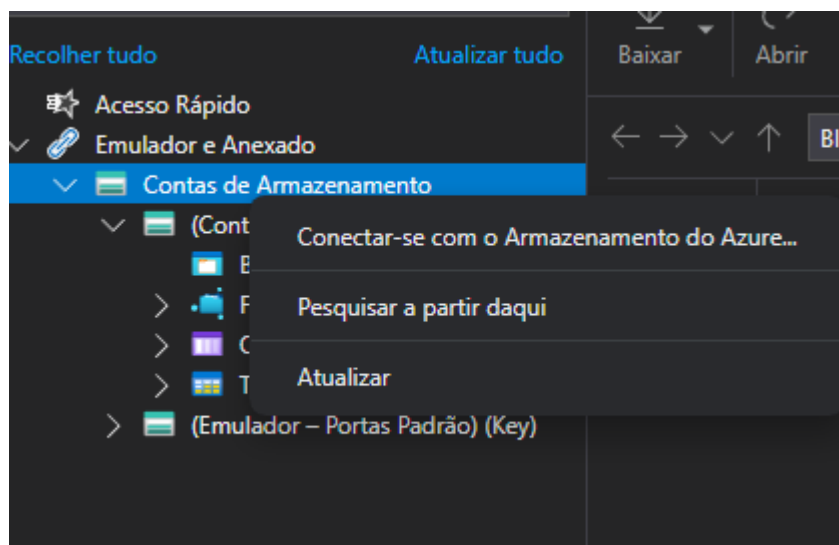 Recolher tudo Atualizar tudo
Baixar
Abrir
Acesso Rápido
Emulador e Anexado
Contas de Armazenamento
(Cont
Conectar-se com o Armazenamento do Azure...
Pesquisar a partir daqui
Atualizar
(Emulador – Portas Padrão) (Key)